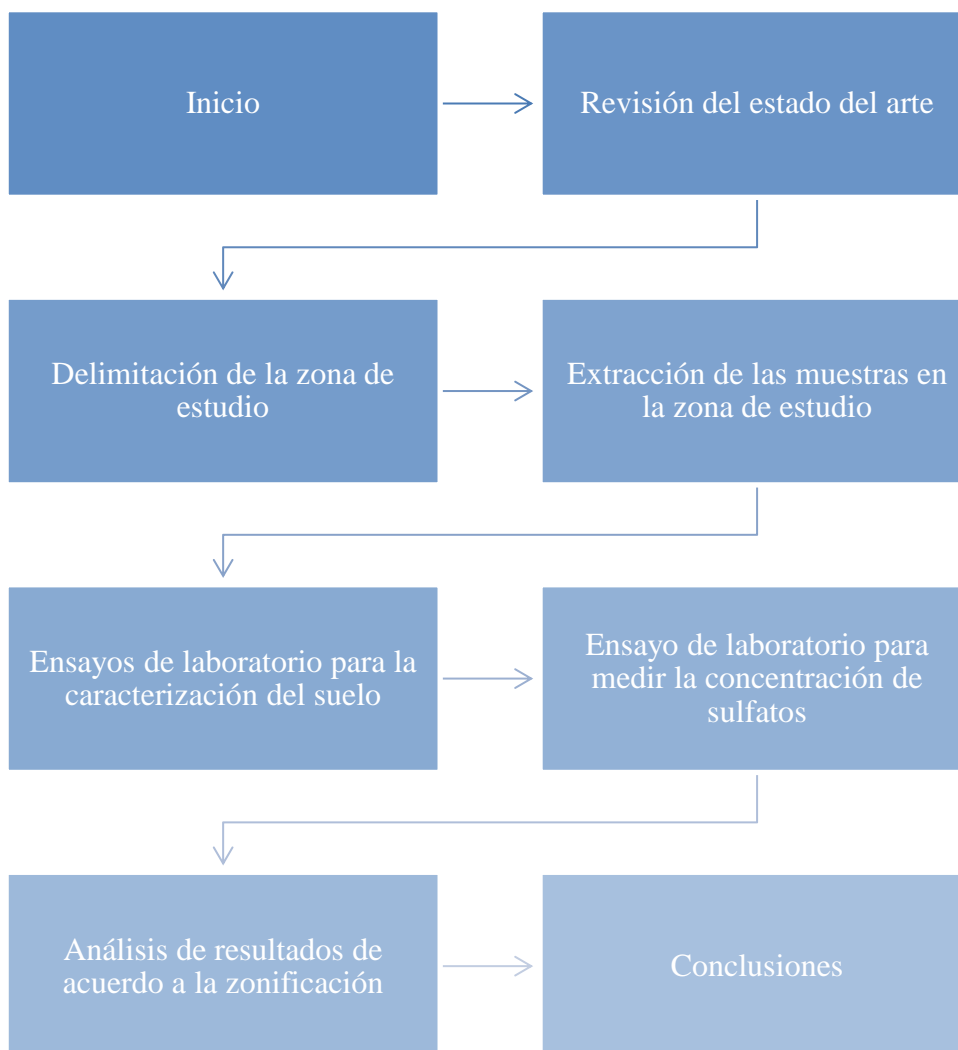 Inicio
Revisión del estado del arte
Delimitación de la zona de
estudio
Extracción de las muestras en
la zona de estudio
Ensayos de laboratorio para la
caracterización del suelo
Ensayo de laboratorio para
medir la concentración de
sulfatos
Análisis de resultados de
acuerdo a la zonificación
Conclusiones